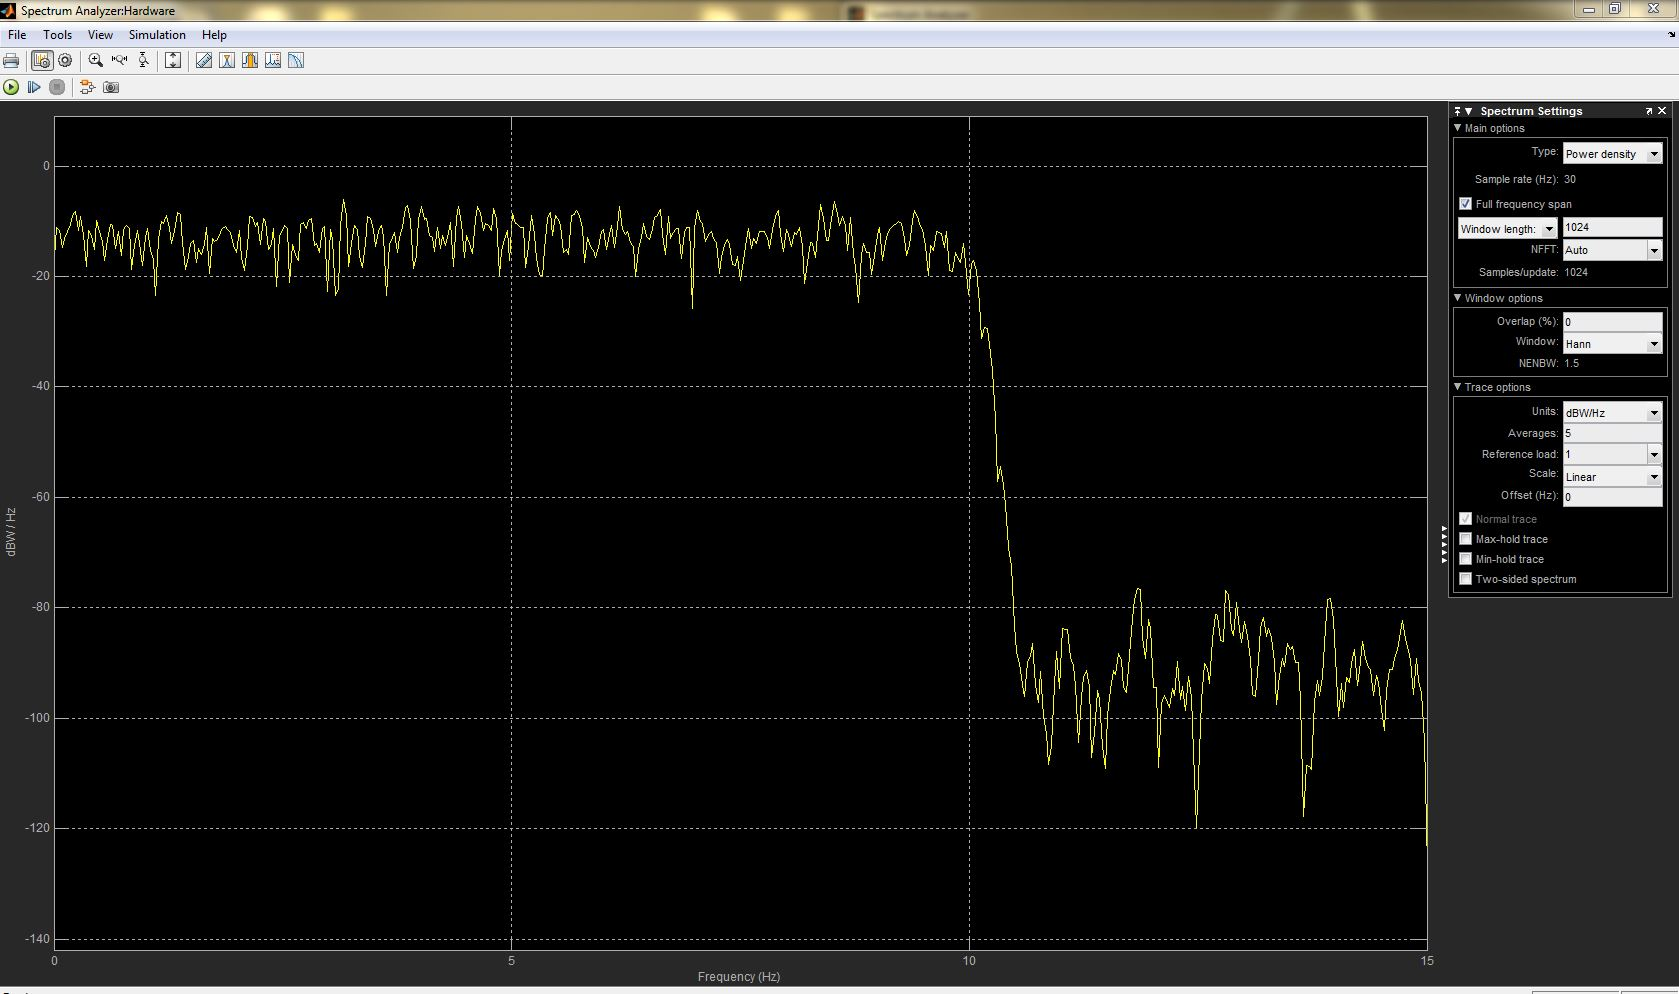 Spectrum Analyzer:Hardware
File Tools View Simulation Help
Spectrum Settings
Main options
Type: Power density
Sample rate (Hz): 30
Full frequency span
Window length: 1024
NFFT: Auto
Samples/update: 1024
Window options
Overlap (%): 0
Window: Hann
NENBW: 1.5
Trace options
Units: dBW/Hz
Averages: 5
Reference load: 1
Scale: Linear
Offset (Hz): 0
Normal trace
Max-hold trace
Min-hold trace
Two-sided spectrum
0
-20
-40
-60
-80
-100
-120
-140
dBW / Hz
0 5 10 15
Frequency (Hz)